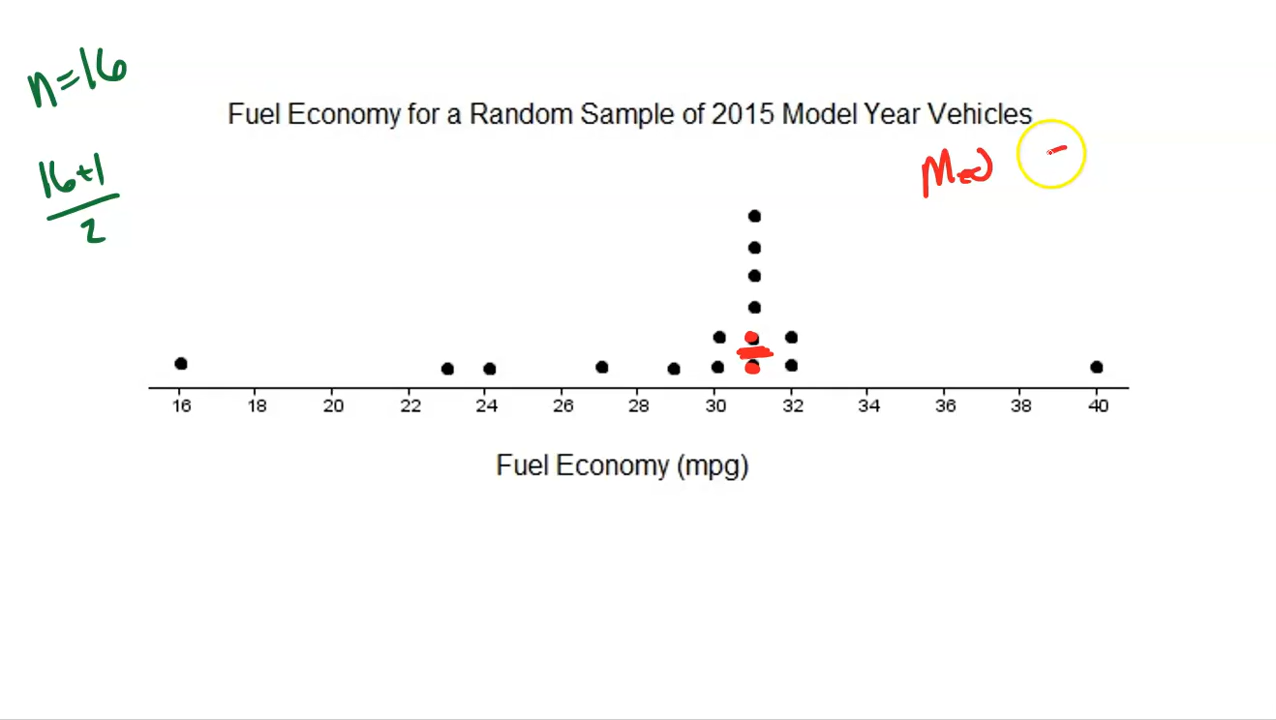 n=16
Fuel Economy for a Random Sample of 2015 Model Year Vehicles
16+1
2
MED -
16 18 20 22 24 26 28 30 32 34 36 38 40
Fuel Economy (mpg)